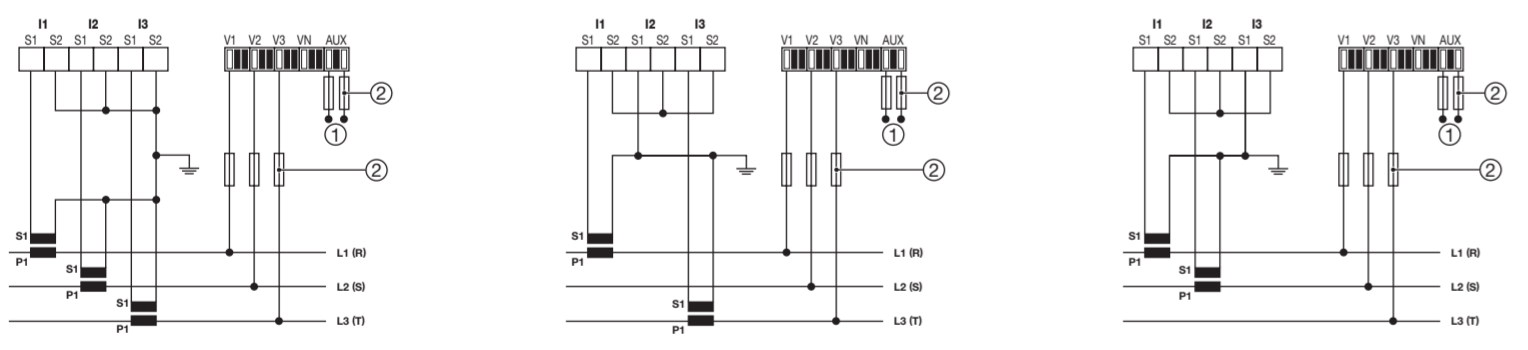 I1 I2 I3
S1 S2 S1 S2 S1 S2 V1 V2 V3 VN AUX
2
1
2
S1
L1 (R)
P1
S1
L2 (S)
P1
S1
L3 (T)
P1
I1 I2 I3
S1 S2 S1 S2 S1 S2 V1 V2 V3 VN AUX
2
1
2
S1
L1 (R)
P1
L2 (S)
S1
L3 (T)
P1
I1 I2 I3
S1 S2 S1 S2 S1 S2 V1 V2 V3 VN AUX
2
1
2
S1
L1 (R)
P1
S1
L2 (S)
P1
L3 (T)